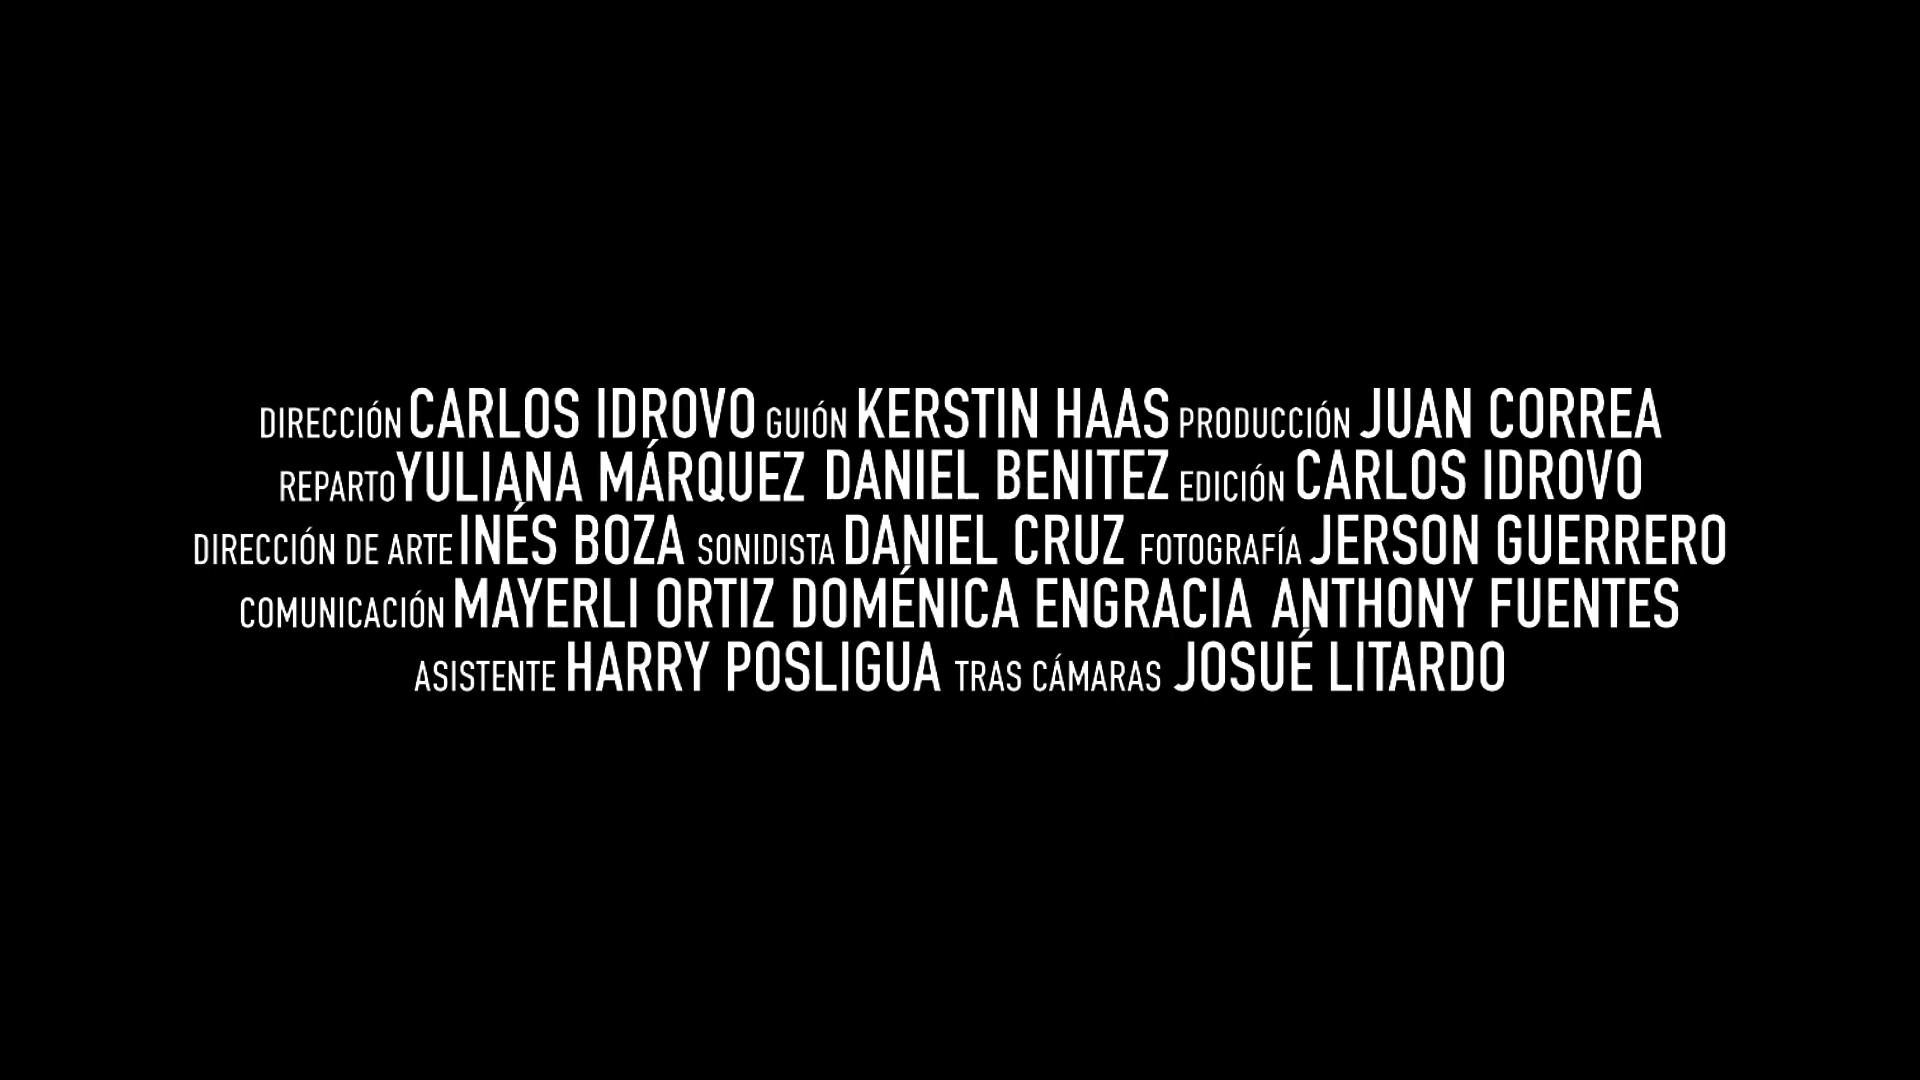 DIRECCIÓN CARLOS IDROVO GUIÓN KERSTIN HAAS PRODUCCIÓN JUAN CORREA
REPARTO YULIANA MÁRQUEZ DANIEL BENITEZ EDICIÓN CARLOS IDROVO
DIRECCIÓN DE ARTE INÉS BOZA SONIDISTA DANIEL CRUZ FOTOGRAFÍA JERSON GUERRERO
COMUNICACIÓN MAYERLI ORTIZ DOMÉNICA ENGRACIA ANTHONY FUENTES
ASISTENTE HARRY POSLIGUA TRAS CÁMARAS JOSUÉ LITARDO